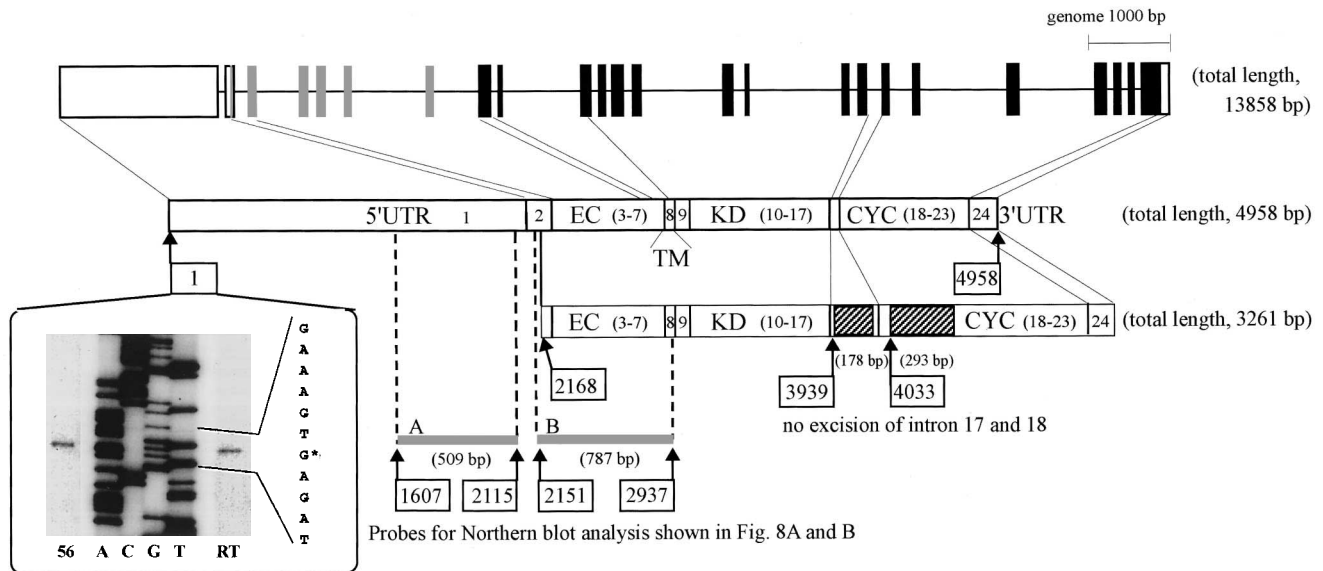 genome 1000 bp
(total length,
13858 bp)
5'UTR 1 2 EC (3-7) 8 9 KD (10-17) CYC (18-23) 24 3'UTR (total length, 4958 bp)
TM
1
4958
EC (3-7) 8 9 KD (10-17) CYC (18-23) 24 (total length, 3261 bp)
(178 bp) (293 bp)
2168
3939
4033
no excision of intron 17 and 18
A
B
(509 bp)
(787 bp)
1607
2115
2151
2937
Probes for Northern blot analysis shown in Fig. 8A and B
G
A
A
A
G
T
G*
A
G
A
T
56 A C G T RT